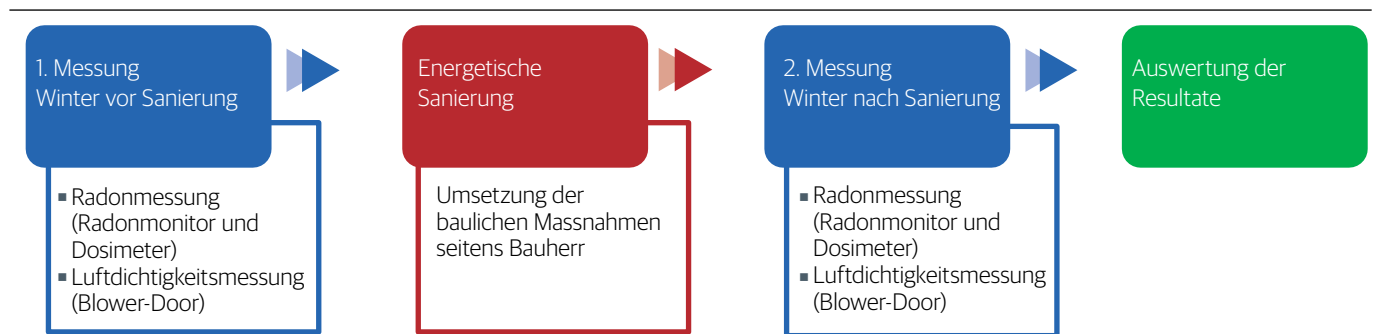 1. Messung
Winter vor Sanierung
▪ Radonmessung
(Radonmonitor und
Dosimeter)
▪ Luftdichtigkeitsmessung
(Blower-Door)
Energetische
Sanierung
Umsetzung der
baulichen Massnahmen
seitens Bauherr
2. Messung
Winter nach Sanierung
▪ Radonmessung
(Radonmonitor und
Dosimeter)
▪ Luftdichtigkeitsmessung
(Blower-Door)
Auswertung der
Resultate